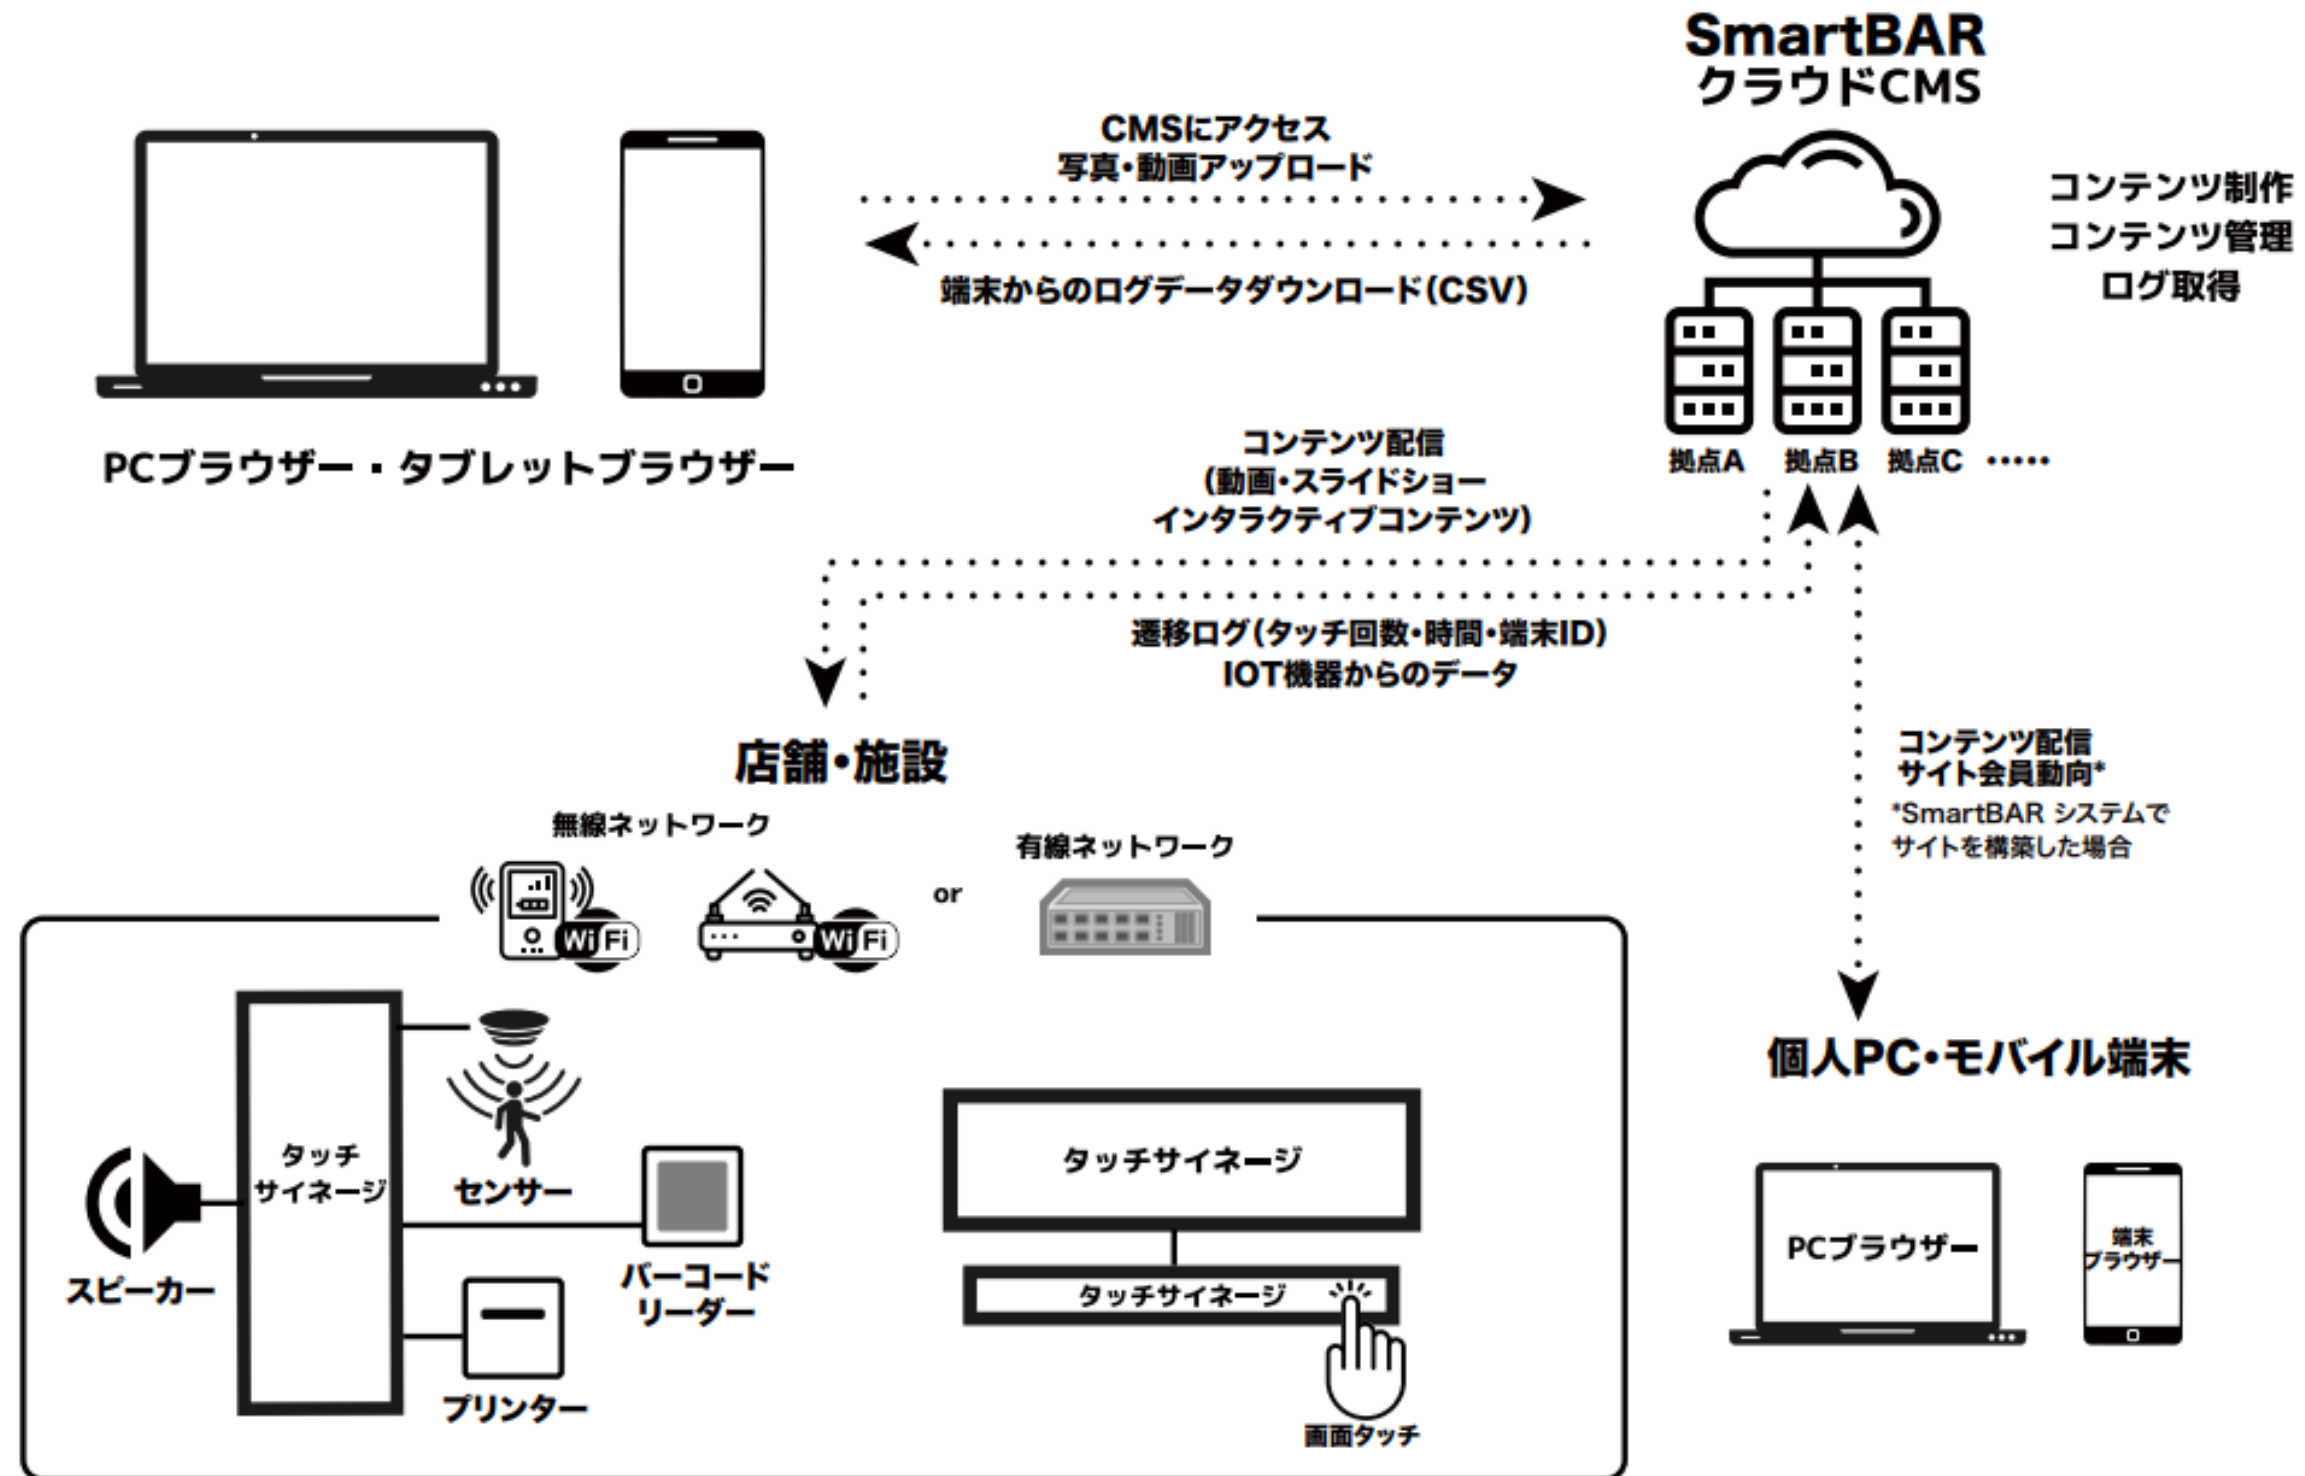 SmartBAR
クラウドCMS
CMSにアクセス
写真・動画アップロード
端末からのログデータダウンロード(CSV)
コンテンツ制作
コンテンツ管理
ログ取得
PCブラウザー・タブレットブラウザー
拠点A 拠点B 拠点C ・・・・・
コンテンツ配信
(動画・スライドショー
インタラクティブコンテンツ)
遷移ログ(タッチ回数・時間・端末ID)
IOT機器からのデータ
店舗・施設
コンテンツ配信
サイト会員動向*
*SmartBAR システムで
サイトを構築した場合
無線ネットワーク
有線ネットワーク
or
Wi Fi
Wi Fi
個人PC・モバイル端末
タッチ
サイネージ
センサー
スピーカー
バーコード
リーダー
プリンター
タッチサイネージ
タッチサイネージ
画面タッチ
PCブラウザー
端末
ブラウザー